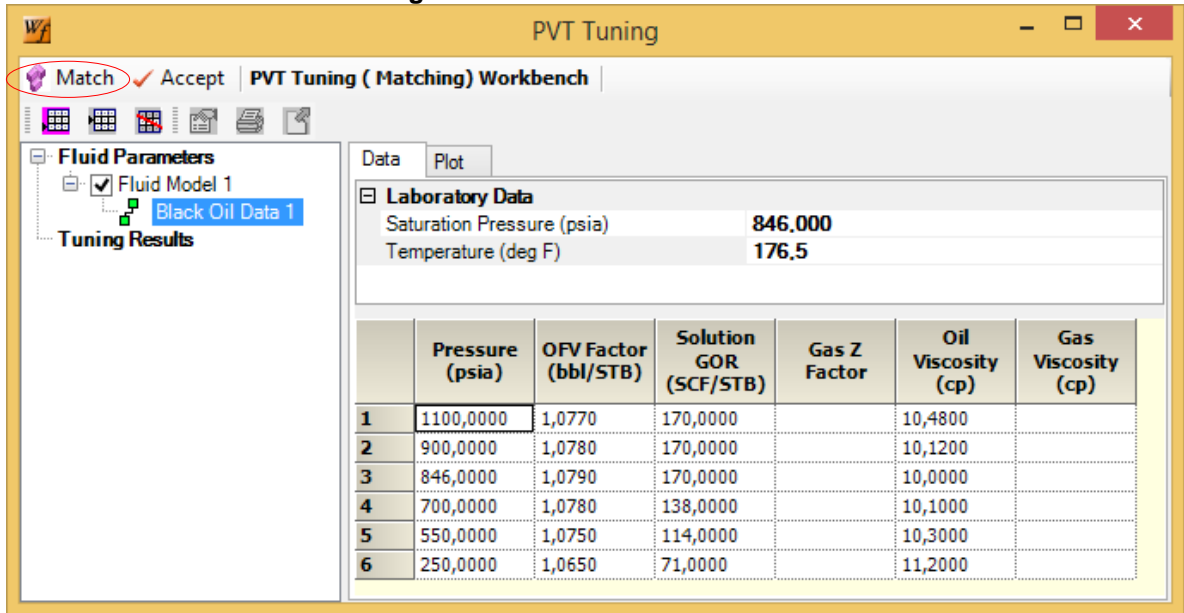 Wf PVT Tuning
Match Accept PVT Tuning ( Matching) Workbench
Fluid Parameters
Fluid Model 1
Black Oil Data 1
Tuning Results
Data Plot
Laboratory Data
Saturation Pressure (psia) 846,000
Temperature (deg F) 176,5
Pressure (psia) OFV Factor (bbl/STB) Solution GOR (SCF/STB) Gas Z Factor Oil Viscosity (cp) Gas Viscosity (cp)
1 1100,0000 1,0770 170,0000 10,4800
2 900,0000 1,0780 170,0000 10,1200
3 846,0000 1,0790 170,0000 10,0000
4 700,0000 1,0780 138,0000 10,1000
5 550,0000 1,0750 114,0000 10,3000
6 250,0000 1,0650 71,0000 11,2000